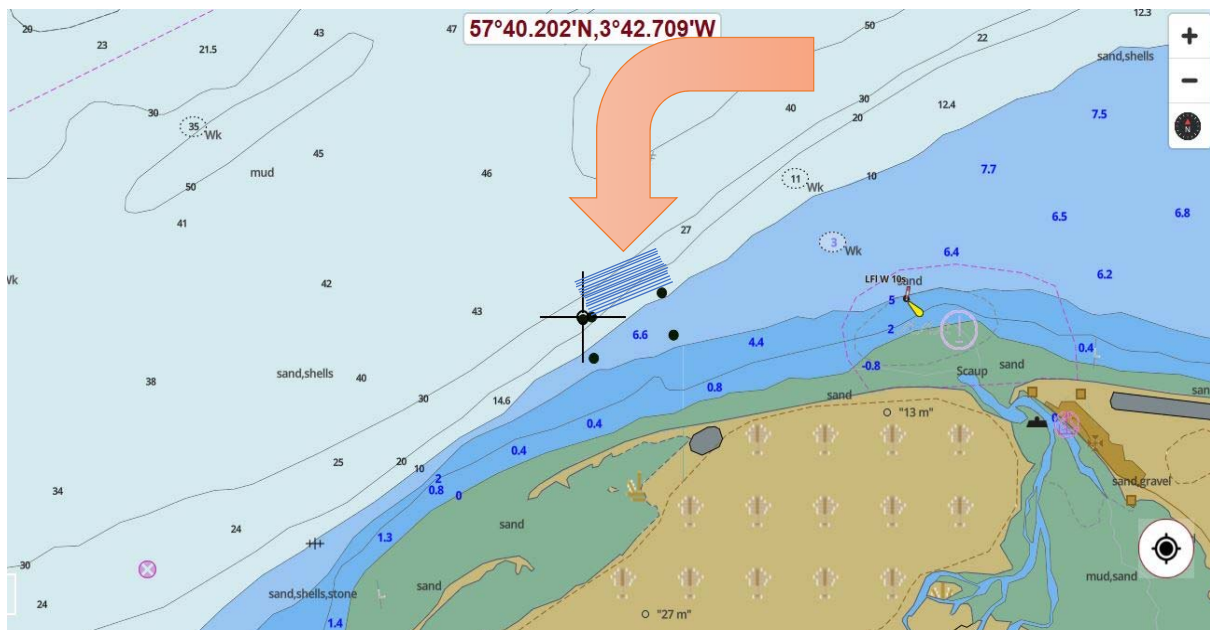 57°40.202'N,3°42.709'W
12.3
20
43
47
50
23
21.5
22
sand,shells
+
−
30
40
30
12.4
7.5
20
35
Wk
N
45
mud
46
11
Wk
10
7.7
50
41
27
6.5
6.8
3
Wk
6.4
Wk
42
LFl W 10s
sand
6.2
5
43
6.6
4.4
2
0.4
sand,shells
38
40
-0.8
Scaup
sand
0.8
sand
san
30
14.6
"13 m"
0.4
0
0.4
25
20
10
2
0.8
0
34
sand,gravel
sand
24
1.3
30
mud,sand
sand
24
sand,shells,stone
"27 m"
1.4